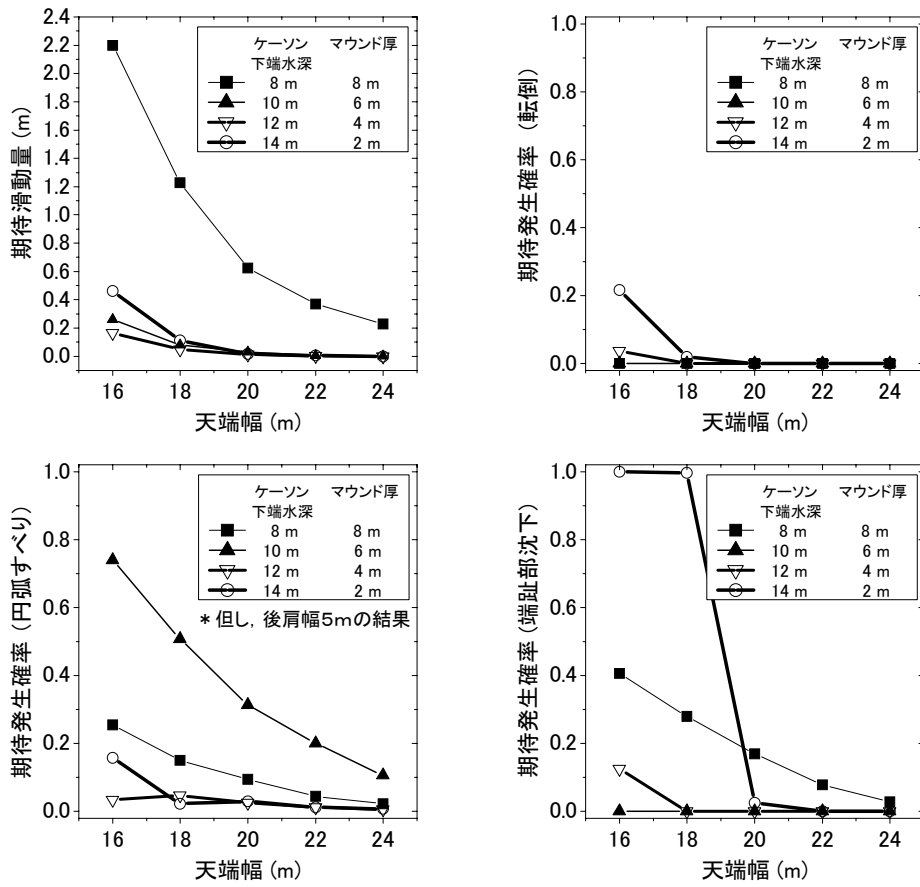 2.4
2.2
2.0
1.8
1.6
1.4
1.2
1.0
0.8
0.6
0.4
0.2
0.0
期待滑動量 (m)
ケーソン マウンド厚
下端水深
8 m 8 m
10 m 6 m
12 m 4 m
14 m 2 m
16 18 20 22 24
天端幅 (m)
1.0
0.8
0.6
0.4
0.2
0.0
期待発生確率 (転倒)
ケーソン マウンド厚
下端水深
8 m 8 m
10 m 6 m
12 m 4 m
14 m 2 m
16 18 20 22 24
天端幅 (m)
1.0
0.8
0.6
0.4
0.2
0.0
期待発生確率 (円弧すべり)
ケーソン マウンド厚
下端水深
8 m 8 m
10 m 6 m
12 m 4 m
14 m 2 m
* 但し, 後肩幅5mの結果
16 18 20 22 24
天端幅 (m)
1.0
0.8
0.6
0.4
0.2
0.0
期待発生確率 (端趾部沈下)
ケーソン マウンド厚
下端水深
8 m 8 m
10 m 6 m
12 m 4 m
14 m 2 m
16 18 20 22 24
天端幅 (m)